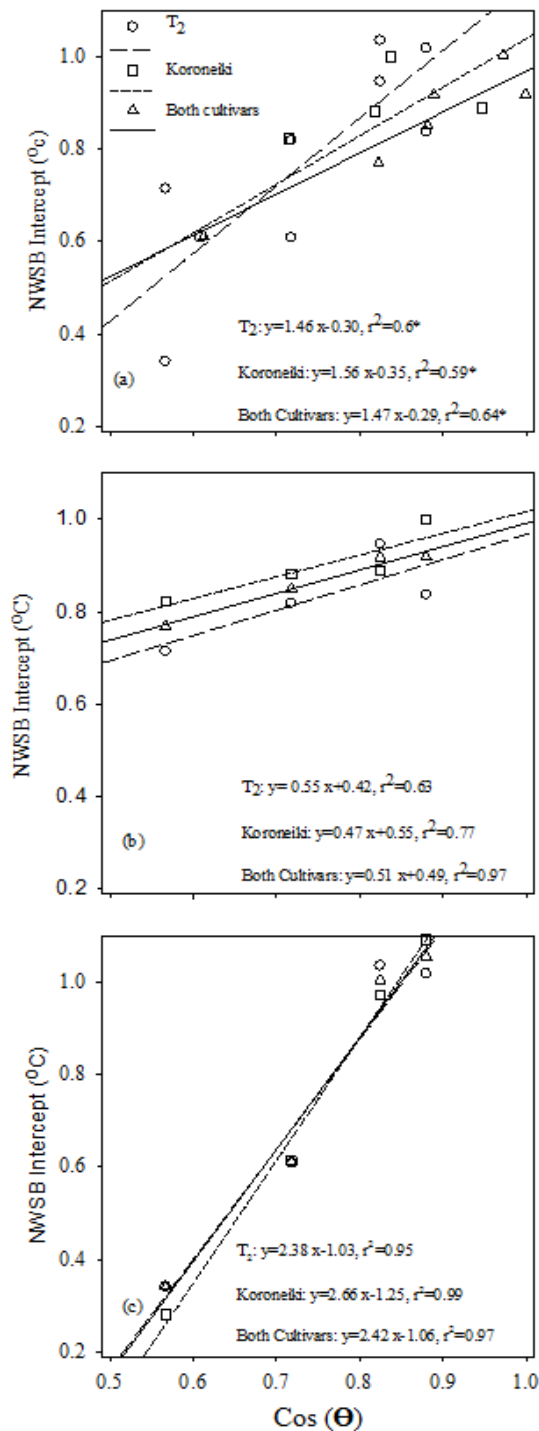 T2
Koroneiki
Both cultivars
NWSB Intercept (⁰c)
1.0
0.8
0.6
0.4
0.2
(a)
T2: y=1.46 x-0.30, r²=0.6*
Koroneiki: y=1.56 x-0.35, r²=0.59*
Both Cultivars: y=1.47 x-0.29, r²=0.64*
NWSB Intercept (⁰C)
1.0
0.8
0.6
0.4
0.2
(b)
T2: y= 0.55 x+0.42, r²=0.63
Koroneiki: y=0.47 x+0.55, r²=0.77
Both Cultivars: y=0.51 x+0.49, r²=0.97
NWSB Intercept (⁰C)
1.0
0.8
0.6
0.4
0.2
(c)
T2: y=2.38 x-1.03, r²=0.95
Koroneiki: y=2.66 x-1.25, r²=0.99
Both Cultivars: y=2.42 x-1.06, r²=0.97
0.5 0.6 0.7 0.8 0.9 1.0
Cos (Θ)